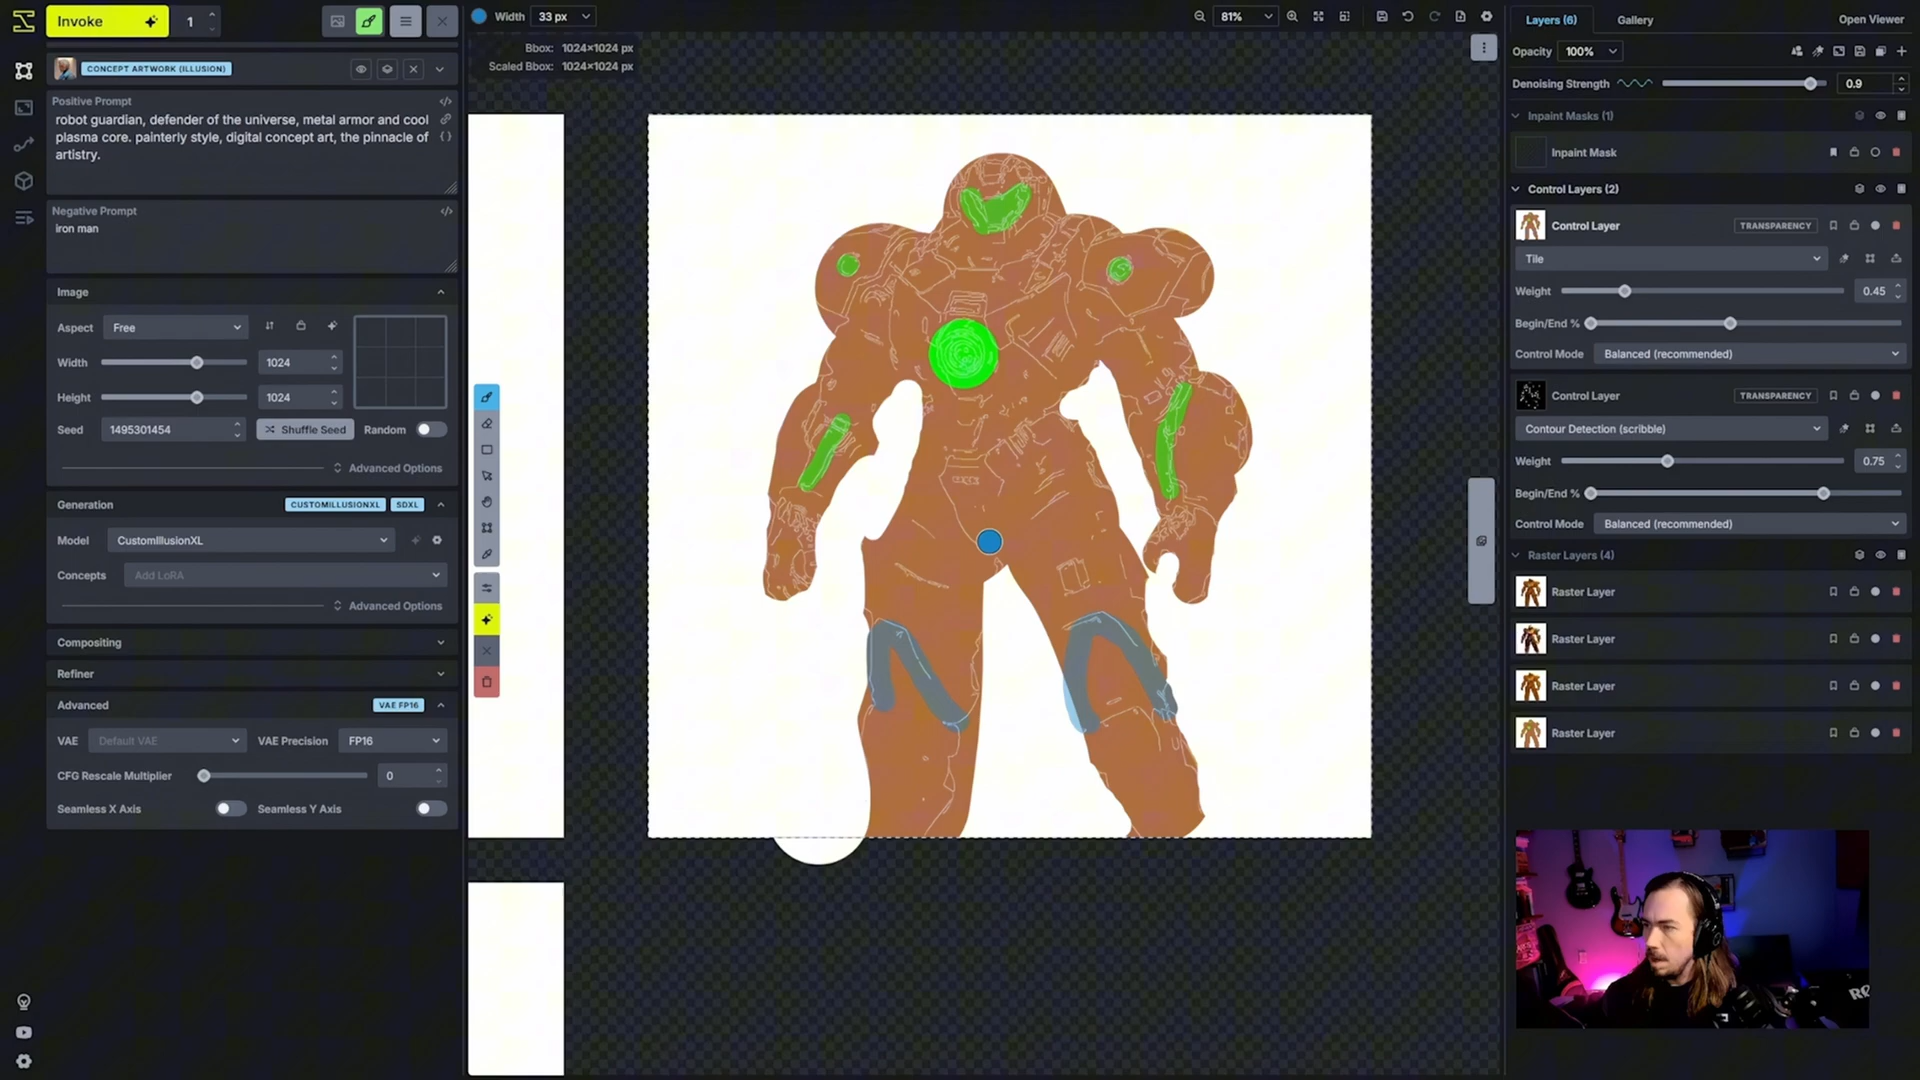 Invoke
1
Width 33 px
81%
Bbox: 1024×1024 px
Scaled Bbox: 1024×1024 px
CONCEPT ARTWORK (ILLUSION)
Positive Prompt
robot guardian, defender of the universe, metal armor and cool
plasma core. painterly style, digital concept art, the pinnacle of
artistry.
Negative Prompt
iron man
Image
Aspect Free
Width 1024
Height 1024
Seed 1495301454 Shuffle Seed Random
Advanced Options
Generation CUSTOMILLUSIONXL SDXL
Model CustomIllusionXL
Concepts Add LoRA
Advanced Options
Compositing
Refiner
Advanced VAE FP16
VAE Default VAE VAE Precision FP16
CFG Rescale Multiplier 0
Seamless X Axis Seamless Y Axis
Layers (6) Gallery Open Viewer
Opacity 100%
Denoising Strength 0.9
Inpaint Masks (1)
Inpaint Mask
Control Layers (2)
Control Layer TRANSPARENCY
Tile
Weight 0.45
Begin/End %
Control Mode Balanced (recommended)
Control Layer TRANSPARENCY
Contour Detection (scribble)
Weight 0.75
Begin/End %
Control Mode Balanced (recommended)
Raster Layers (4)
Raster Layer
Raster Layer
Raster Layer
Raster Layer